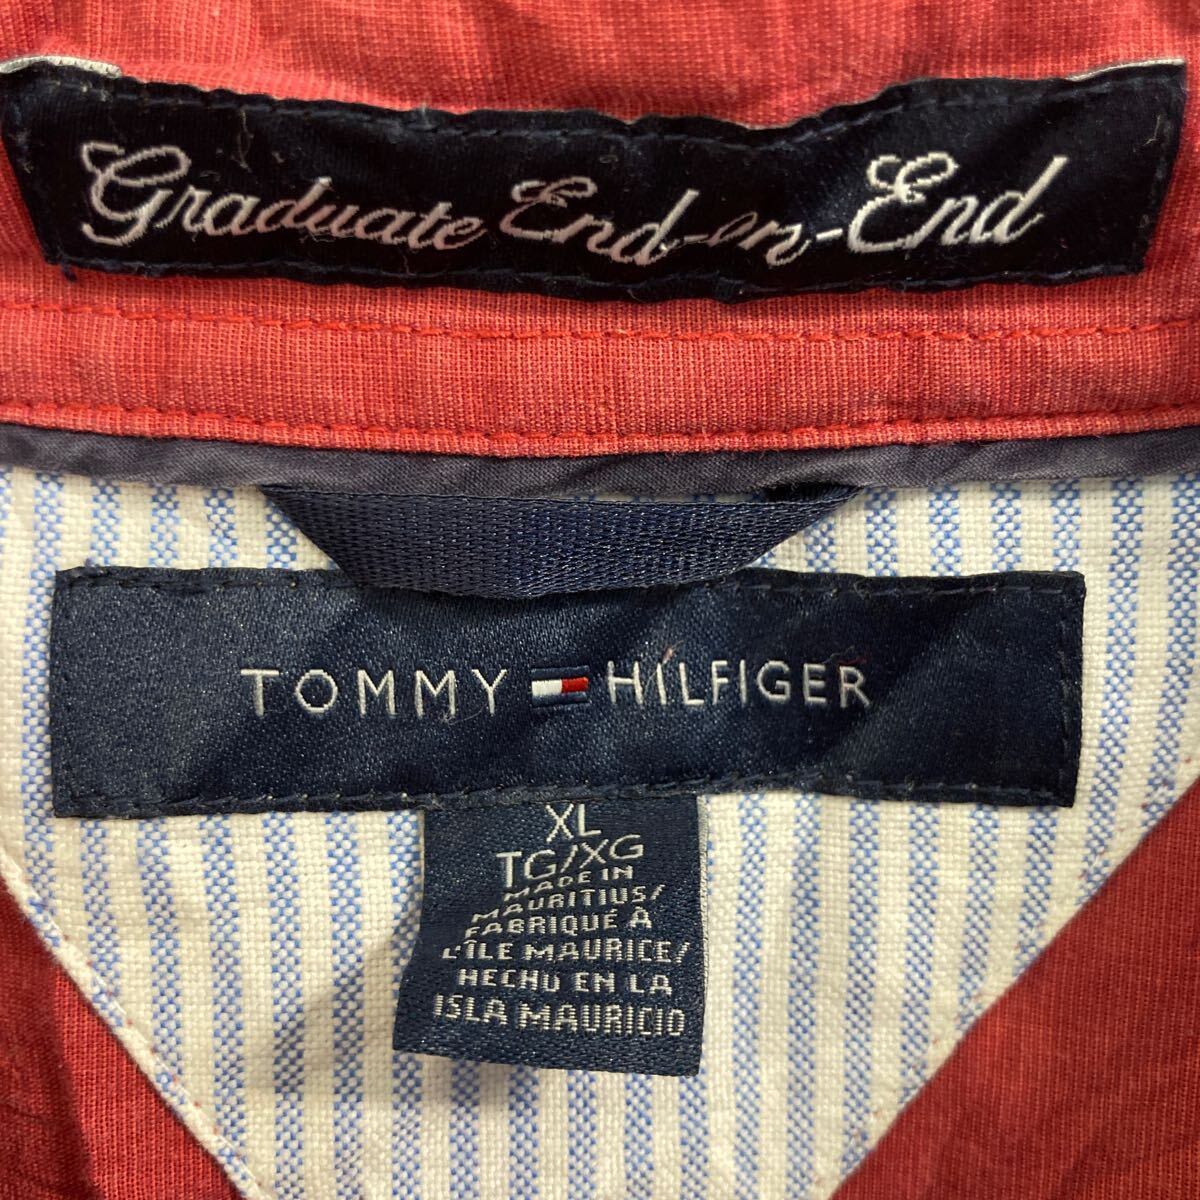 Graduate End-on-End
TOMMY HILFIGER
XL
TG/XG
MADE IN
MAURITIUS/
FABRIQUÉ À
L'ÎLE MAURICE/
HECHO EN LA
ISLA MAURICIO